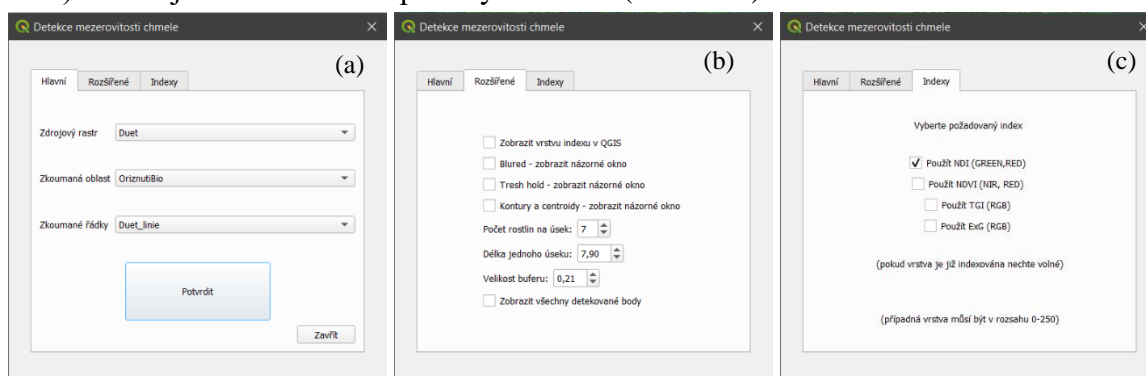 Detekce mezerovitosti chmele
(a)
Hlavní Rozšířené Indexy
Zdrojový rastr Duet
Zkoumaná oblast OriznutiBio
Zkoumané řádky Duet_linie
Potvrdit
Zavřít
Detekce mezerovitosti chmele
(b)
Hlavní Rozšířené Indexy
Zobrazit vrstvu indexu v QGIS
Blured - zobrazit názorné okno
Tresh hold - zobrazit názorné okno
Kontury a centroidy - zobrazit názorné okno
Počet rostlin na úsek: 7
Délka jednoho úseku: 7,90
Velikost buferu: 0,21
Zobrazit všechny detekované body
Detekce mezerovitosti chmele
(c)
Hlavní Rozšířené Indexy
Vyberte požadovaný index
Použít NDI (GREEN,RED)
Použít NDVI (NIR, RED)
Použít TGI (RGB)
Použít ExG (RGB)
(pokud vrstva je již indexována nechte volné)
(případná vrstva můsí být v rozsahu 0-250)